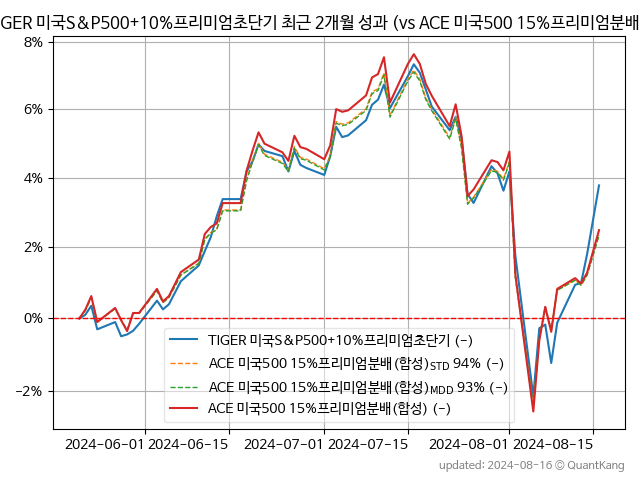 GER 미국S&P500+10%프리미엄초단기 최근 2개월 성과 (vs ACE 미국500 15%프리미엄분배
8%
6%
4%
2%
0%
−2%
TIGER 미국S&P500+10%프리미엄초단기 (-)
ACE 미국500 15%프리미엄분배(합성)STD 94% (-)
ACE 미국500 15%프리미엄분배(합성)MDD 93% (-)
ACE 미국500 15%프리미엄분배(합성) (-)
2024-06-01 2024-06-15 2024-07-01 2024-07-15 2024-08-01 2024-08-15
updated: 2024-08-16 © QuantKang